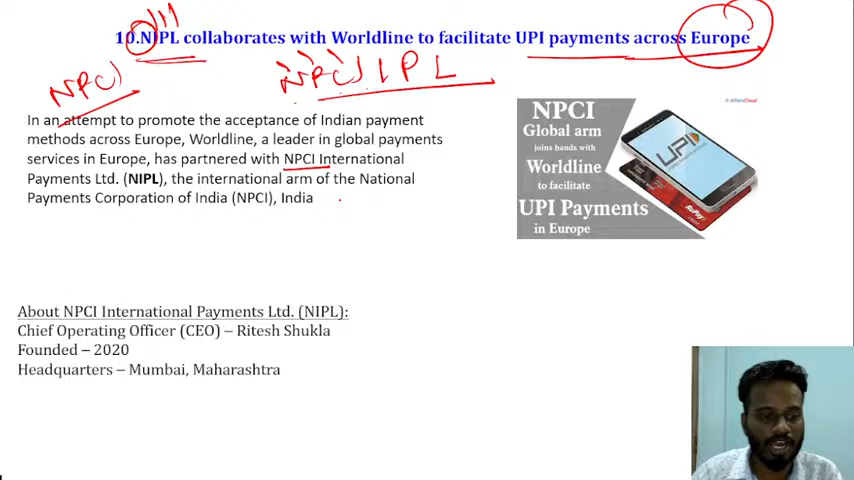 10.NIPL collaborates with Worldline to facilitate UPI payments across Europe
NPCI
NPCI IPL
In an attempt to promote the acceptance of Indian payment
methods across Europe, Worldline, a leader in global payments
services in Europe, has partnered with NPCI International
Payments Ltd. (NIPL), the international arm of the National
Payments Corporation of India (NPCI), India
AffairsCloud
NPCI
Global arm
joins hands with
Worldline
to facilitate
UPI Payments
in Europe
UPI
RuPay
About NPCI International Payments Ltd. (NIPL):
Chief Operating Officer (CEO) – Ritesh Shukla
Founded – 2020
Headquarters – Mumbai, Maharashtra